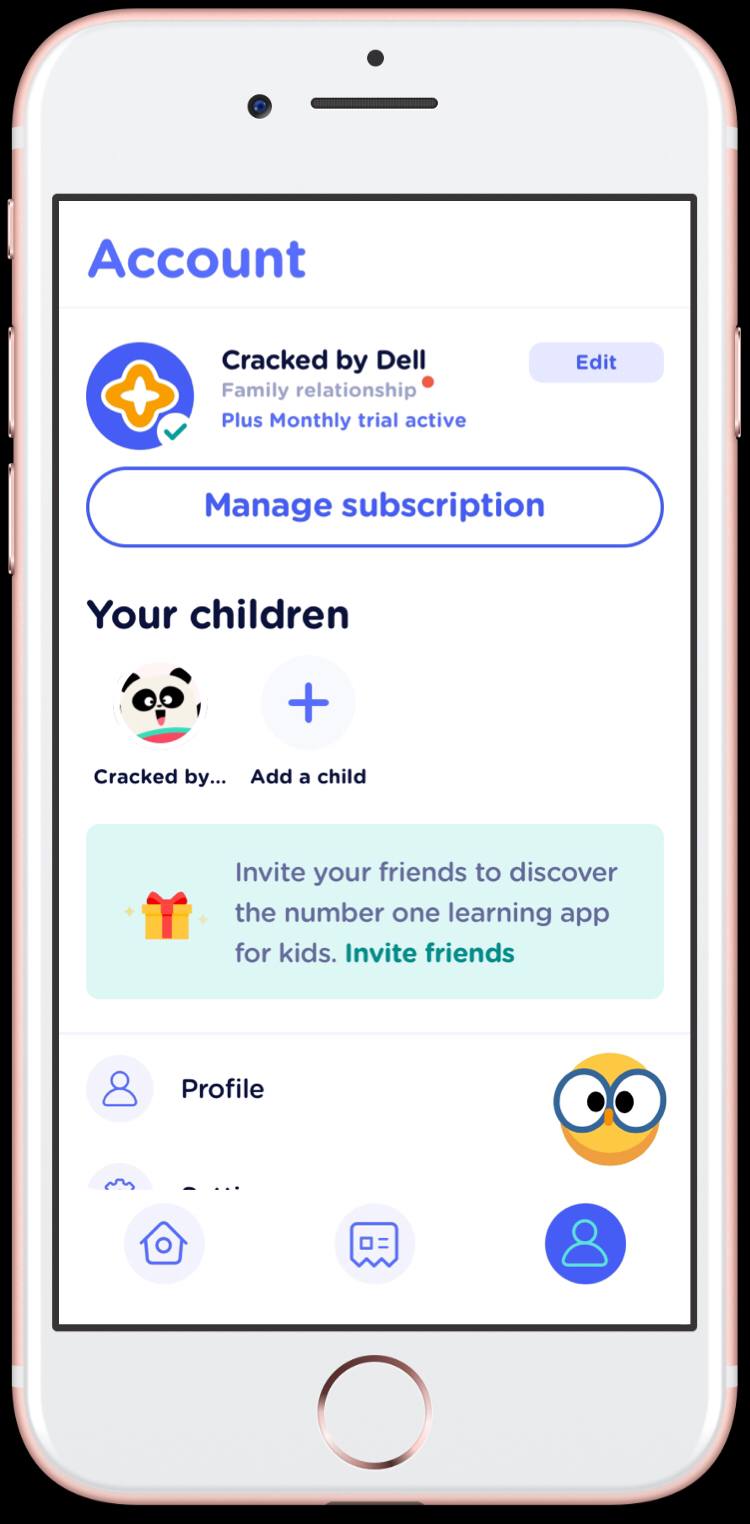 Account
Cracked by Dell
Edit
Family relationship
Plus Monthly trial active
Manage subscription
Your children
Cracked by...
Add a child
Invite your friends to discover
the number one learning app
for kids. Invite friends
Profile